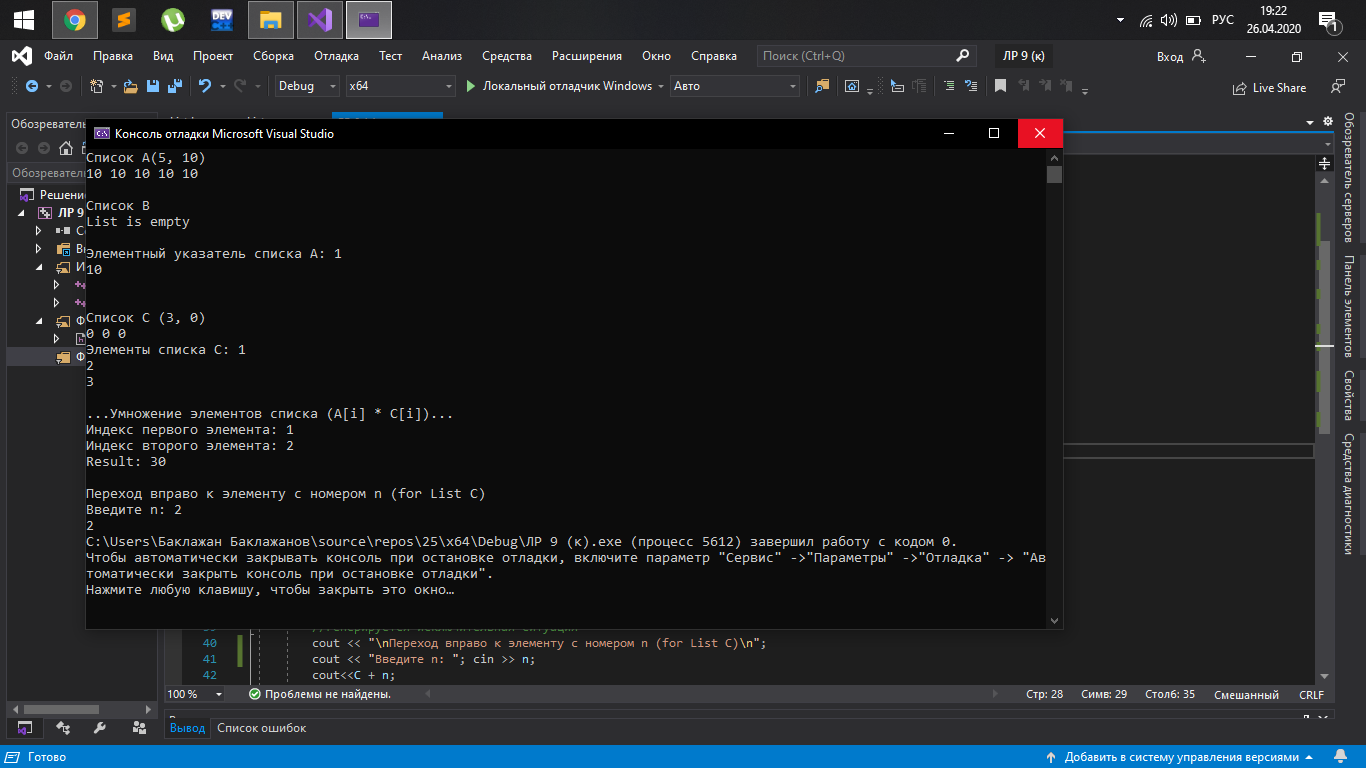 DEV
РУС
19:22
26.04.2020
1
Файл Правка Вид Проект Сборка Отладка Тест Анализ Средства Расширения Окно Справка Поиск (Ctrl+Q) ЛР 9 (к) Вход
Debug x64 Локальный отладчик Windows Авто Live Share
Консоль отладки Microsoft Visual Studio
Список A(5, 10)
10 10 10 10 10
Список B
List is empty
Элементный указатель списка A: 1
10
Список C (3, 0)
0 0 0
Элементы списка C: 1
2
3
...Умножение элементов списка (A[i] * C[i])...
Индекс первого элемента: 1
Индекс второго элемента: 2
Result: 30
Переход вправо к элементу с номером n (for List C)
Введите n: 2
2
C:\Users\Баклажан Баклажанов\source\repos\25\x64\Debug\ЛР 9 (к).exe (процесс 5612) завершил работу с кодом 0.
Чтобы автоматически закрывать консоль при остановке отладки, включите параметр "Сервис" ->"Параметры" ->"Отладка" -> "Ав
томатически закрыть консоль при остановке отладки".
Нажмите любую клавишу, чтобы закрыть это окно…
Решение
ЛР 9
40 cout << "\nПереход вправо к элементу с номером n (for List C)\n";
41 cout << "Введите n: "; cin >> n;
42 cout<<C + n;
100 % Проблемы не найдены. Стр: 28 Симв: 29 Столб: 35 Смешанный CRLF
Вывод Список ошибок
Готово Добавить в систему управления версиями
Обозреватель серверов
Панель элементов
Свойства
Средства диагностики